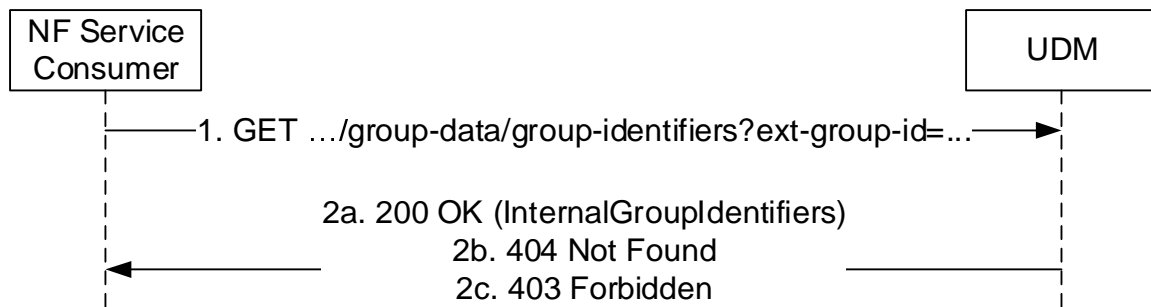 NF Service
Consumer
UDM
1. GET …/group-data/group-identifiers?ext-group-id=...
2a. 200 OK (InternalGroupIdentifiers)
2b. 404 Not Found
2c. 403 Forbidden